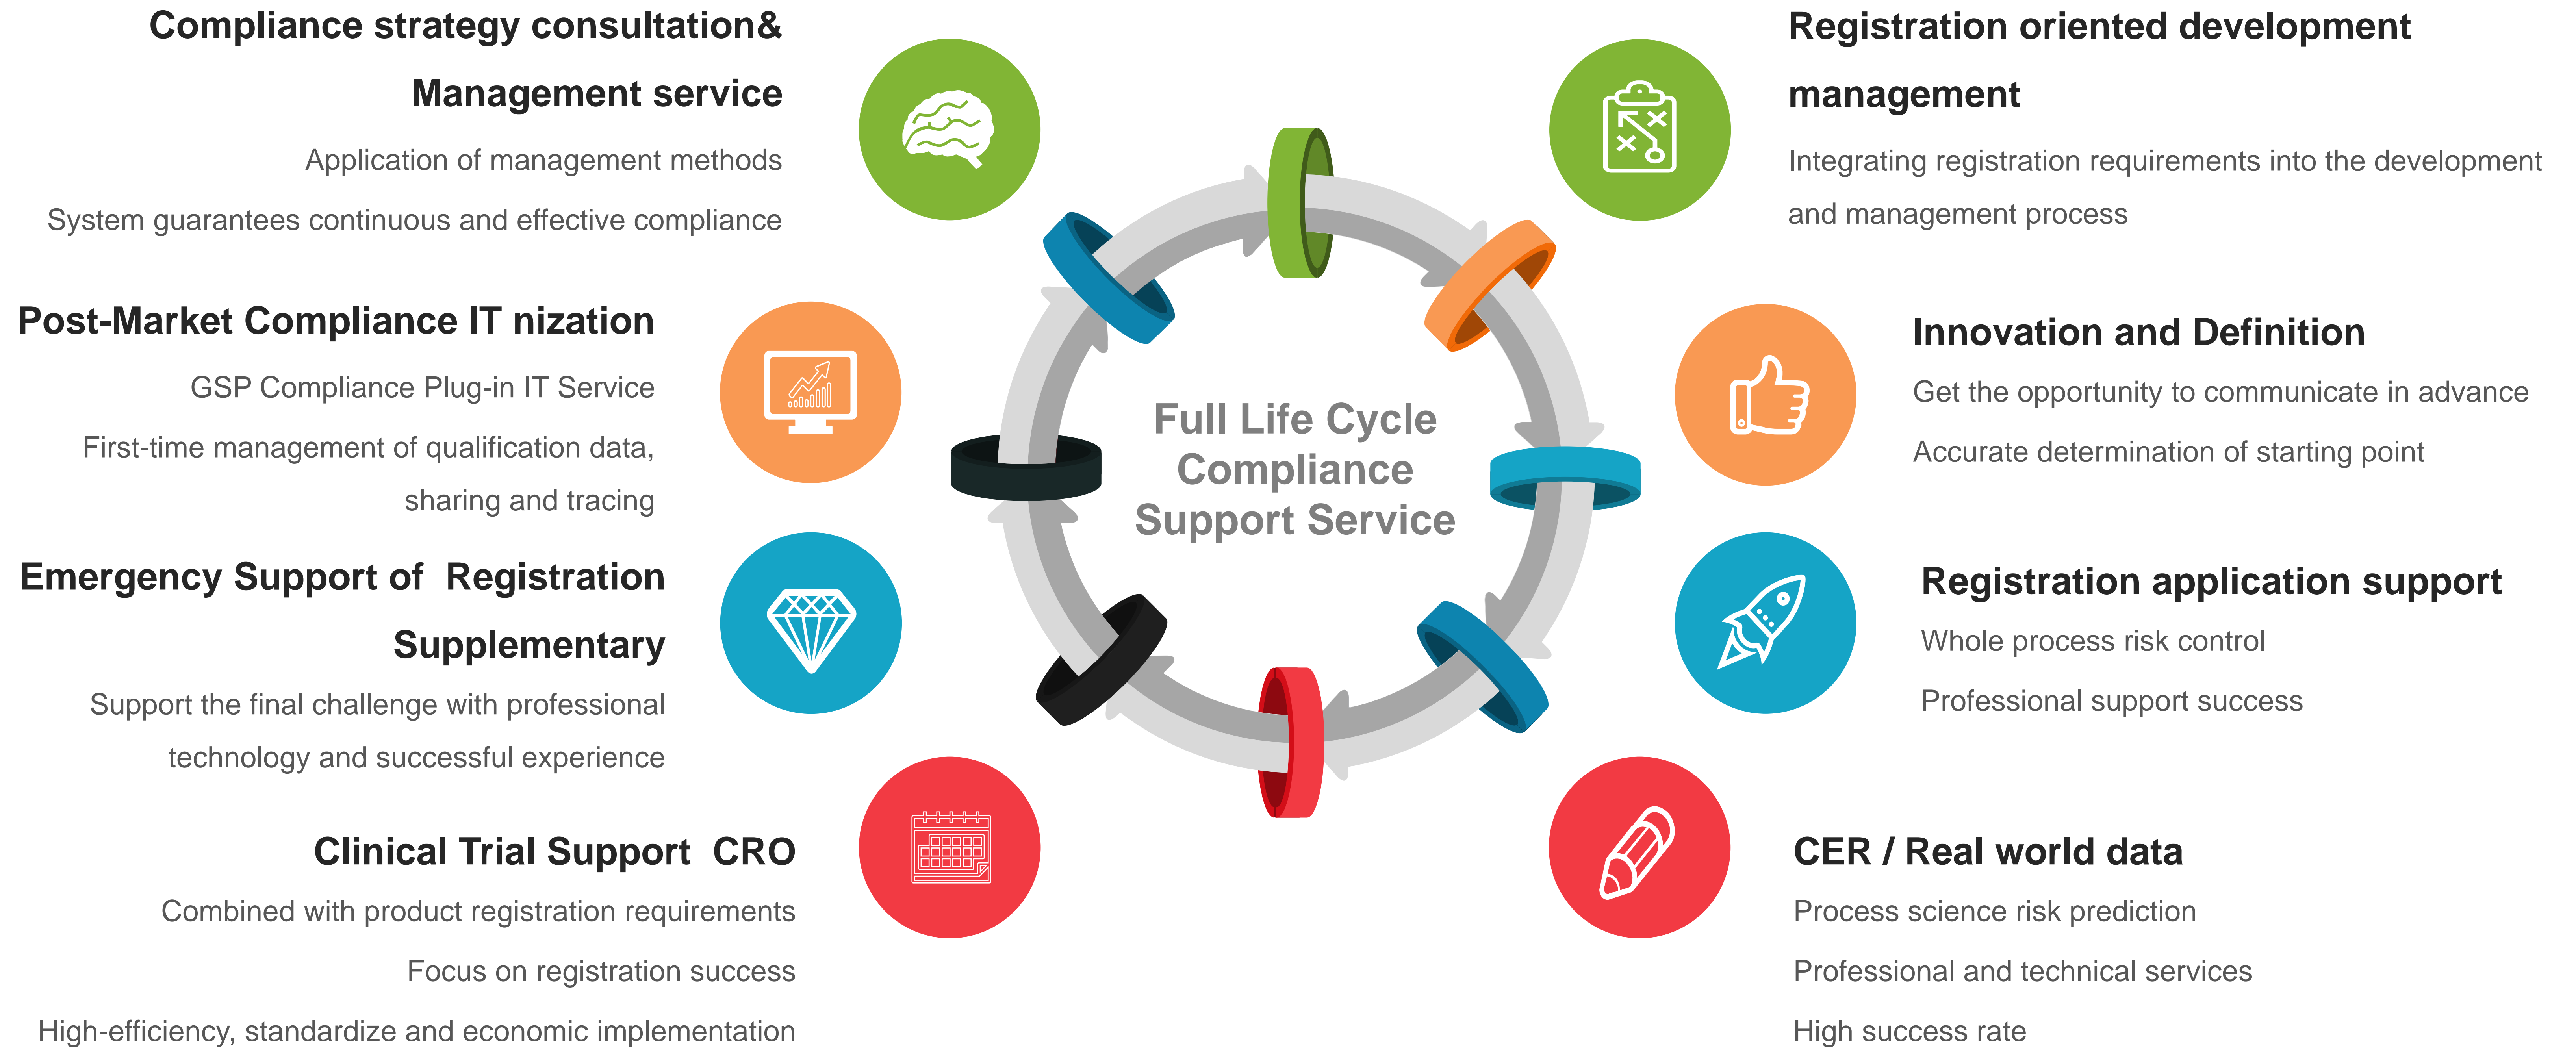 Compliance strategy consultation&
Management service
Application of management methods
System guarantees continuous and effective compliance
Post-Market Compliance IT nization
GSP Compliance Plug-in IT Service
First-time management of qualification data,
sharing and tracing
Emergency Support of  Registration
Supplementary
Support the final challenge with professional
technology and successful experience
Clinical Trial Support  CRO
Combined with product registration requirements
Focus on registration success
High-efficiency, standardize and economic implementation
Full Life Cycle
Compliance
Support Service
Registration oriented development
management
Integrating registration requirements into the development
and management process
Innovation and Definition
Get the opportunity to communicate in advance
Accurate determination of starting point
Registration application support
Whole process risk control
Professional support success
CER / Real world data
Process science risk prediction
Professional and technical services
High success rate